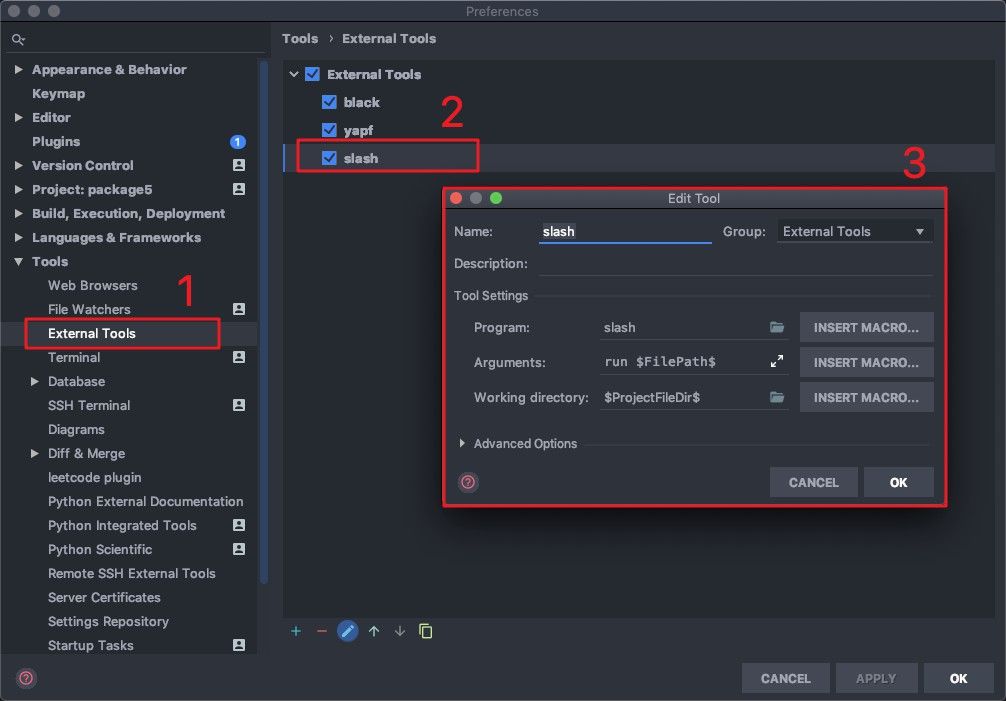 Preferences
Tools › External Tools
Appearance & Behavior
Keymap
Editor
Plugins 1
Version Control
Project: package5
Build, Execution, Deployment
Languages & Frameworks
Tools
Web Browsers
File Watchers
1
External Tools
Terminal
Database
SSH Terminal
Diagrams
Diff & Merge
leetcode plugin
Python External Documentation
Python Integrated Tools
Python Scientific
Remote SSH External Tools
Server Certificates
Settings Repository
Startup Tasks
External Tools
black
yapf
slash
2
3
Edit Tool
Name: slash Group: External Tools
Description:
Tool Settings
Program: slash INSERT MACRO...
Arguments: run $FilePath$ INSERT MACRO...
Working directory: $ProjectFileDir$ INSERT MACRO...
Advanced Options
? CANCEL OK
? CANCEL APPLY OK